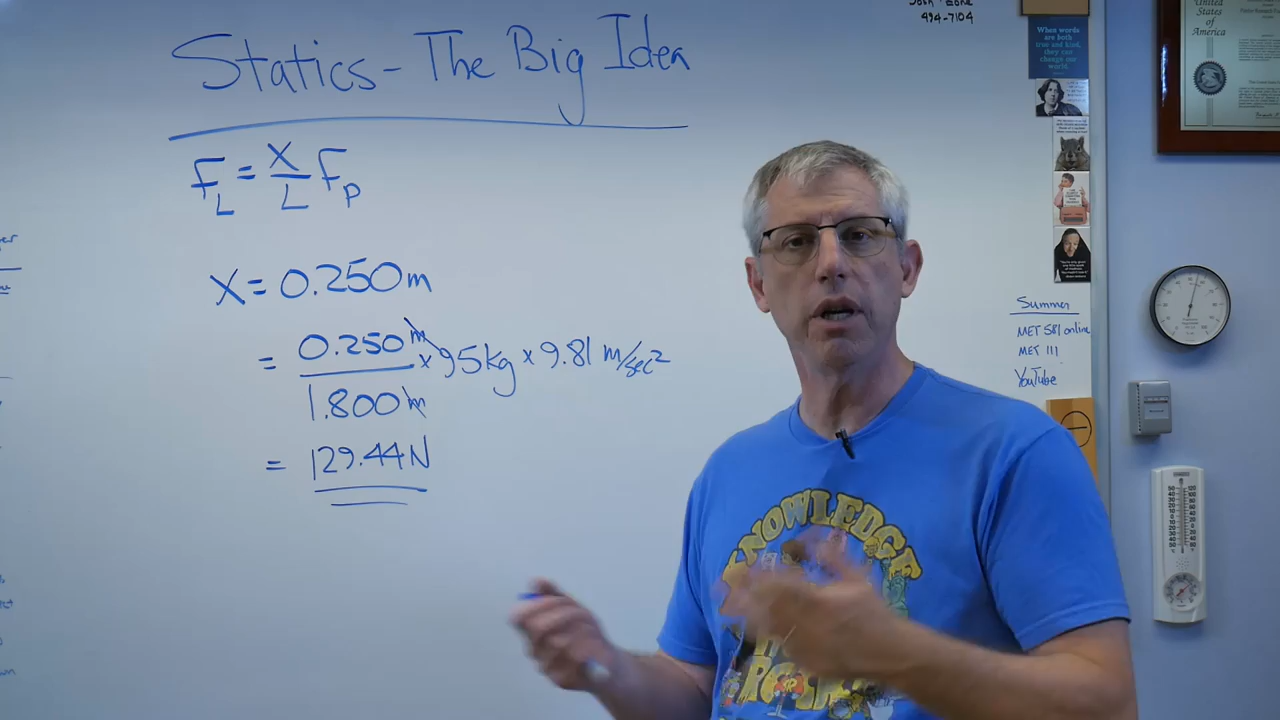 Statics - The Big Idea
F_L = X/L F_P
X = 0.250 m
= 0.250 m / 1.800 m × 95 kg × 9.81 m/sec²
= 129.44 N
494-7104
United
States
of
America
When words
are both
true and kind,
they can
change our
world.
Summer
MET 581 online
MET 111
YouTube
KNOWLEDGE